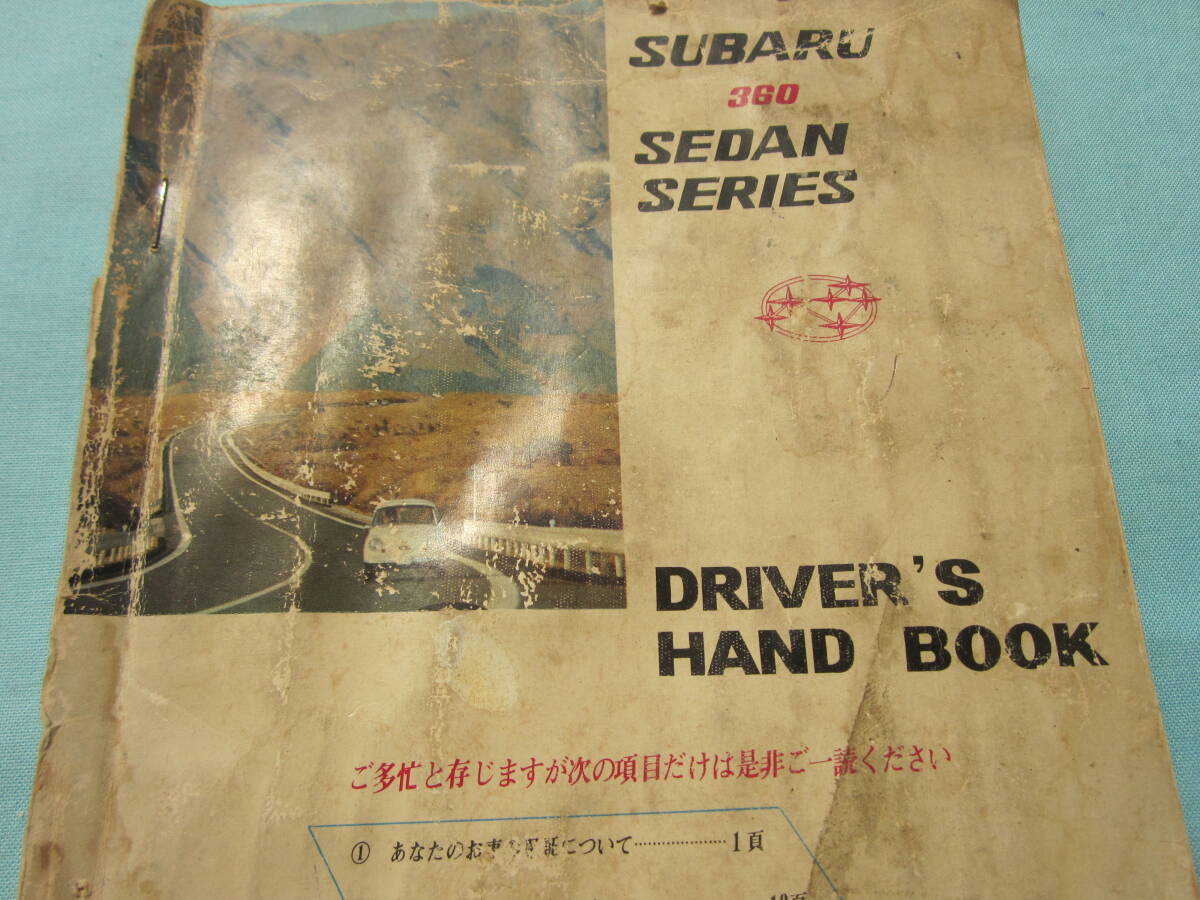 SUBARU
360
SEDAN
SERIES
DRIVER'S
HAND BOOK
ご多忙と存じますが次の項目だけは是非ご一読ください
① あなたのお車の保証について…………………1頁